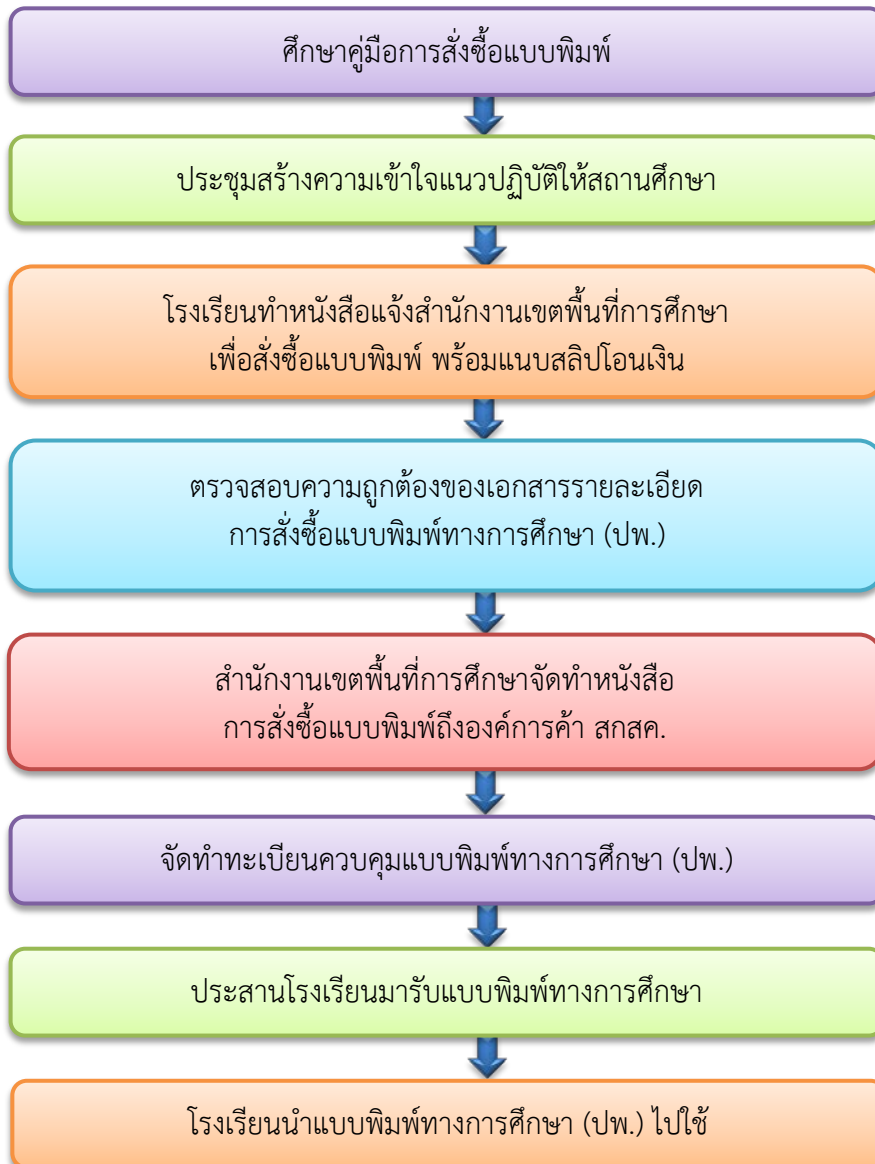 ศึกษาคู่มือการสั่งซื้อแบบพิมพ์
ประชุมสร้างความเข้าใจแนวปฏิบัติให้สถานศึกษา
โรงเรียนทำหนังสือแจ้งสำนักงานเขตพื้นที่การศึกษา
เพื่อสั่งซื้อแบบพิมพ์ พร้อมแนบสลิปโอนเงิน
ตรวจสอบความถูกต้องของเอกสารรายละเอียด
การสั่งซื้อแบบพิมพ์ทางการศึกษา (ปพ.)
สำนักงานเขตพื้นที่การศึกษาจัดทำหนังสือ
การสั่งซื้อแบบพิมพ์ถึงองค์การค้า สกสค.
จัดทำทะเบียนควบคุมแบบพิมพ์ทางการศึกษา (ปพ.)
ประสานโรงเรียนมารับแบบพิมพ์ทางการศึกษา
โรงเรียนนำแบบพิมพ์ทางการศึกษา (ปพ.) ไปใช้